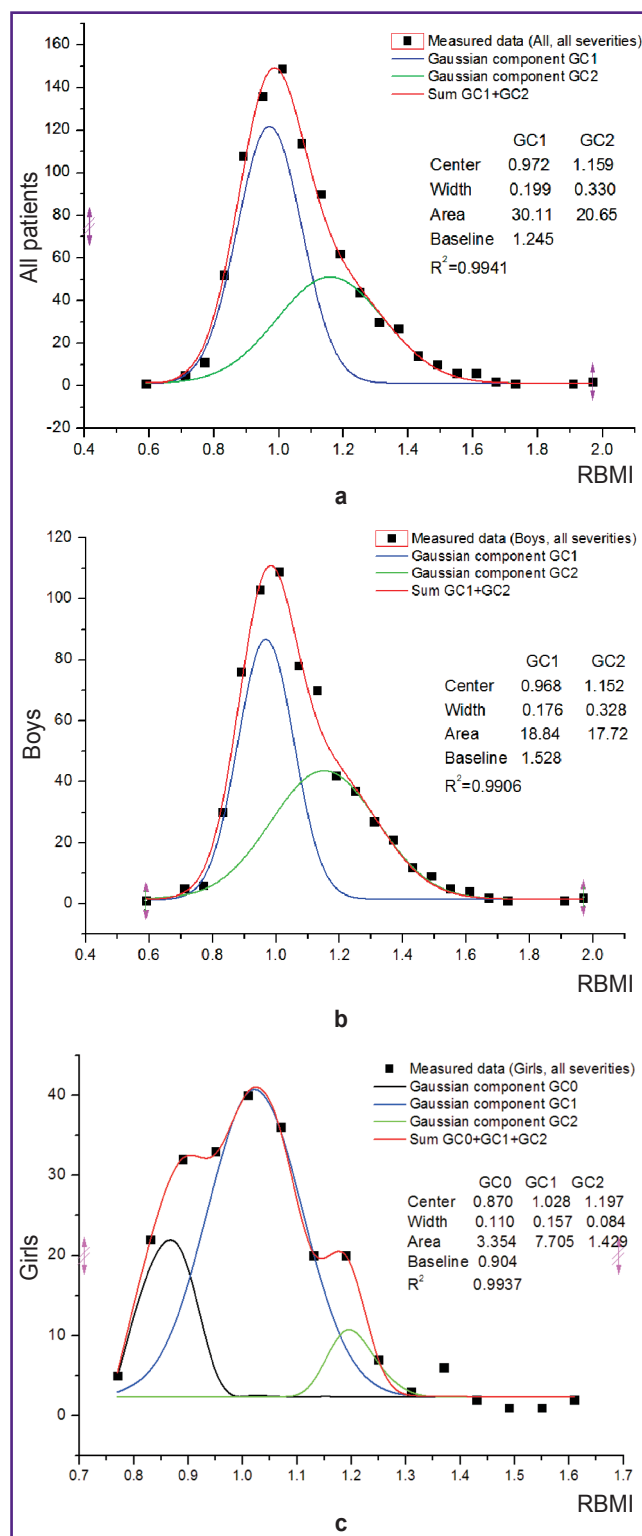 160
140
120
100
80
60
40
20
0
-20
All patients
Measured data (All, all severities)
Gaussian component GC1
Gaussian component GC2
Sum GC1+GC2
GC1 GC2
Center 0.972 1.159
Width 0.199 0.330
Area 30.11 20.65
Baseline 1.245
R²=0.9941
0.4 0.6 0.8 1.0 1.2 1.4 1.6 1.8 2.0
RBMI
a
120
100
80
60
40
20
0
Boys
Measured data (Boys, all severities)
Gaussian component GC1
Gaussian component GC2
Sum GC1+GC2
GC1 GC2
Center 0.968 1.152
Width 0.176 0.328
Area 18.84 17.72
Baseline 1.528
R²=0.9906
0.4 0.6 0.8 1.0 1.2 1.4 1.6 1.8 2.0
RBMI
b
40
30
20
10
0
Girls
Measured data (Girls, all severities)
Gaussian component GC0
Gaussian component GC1
Gaussian component GC2
Sum GC0+GC1+GC2
GC0 GC1 GC2
Center 0.870 1.028 1.197
Width 0.110 0.157 0.084
Area 3.354 7.705 1.429
Baseline 0.904
R² 0.9937
0.7 0.8 0.9 1.0 1.1 1.2 1.3 1.4 1.5 1.6 1.7
RBMI
c